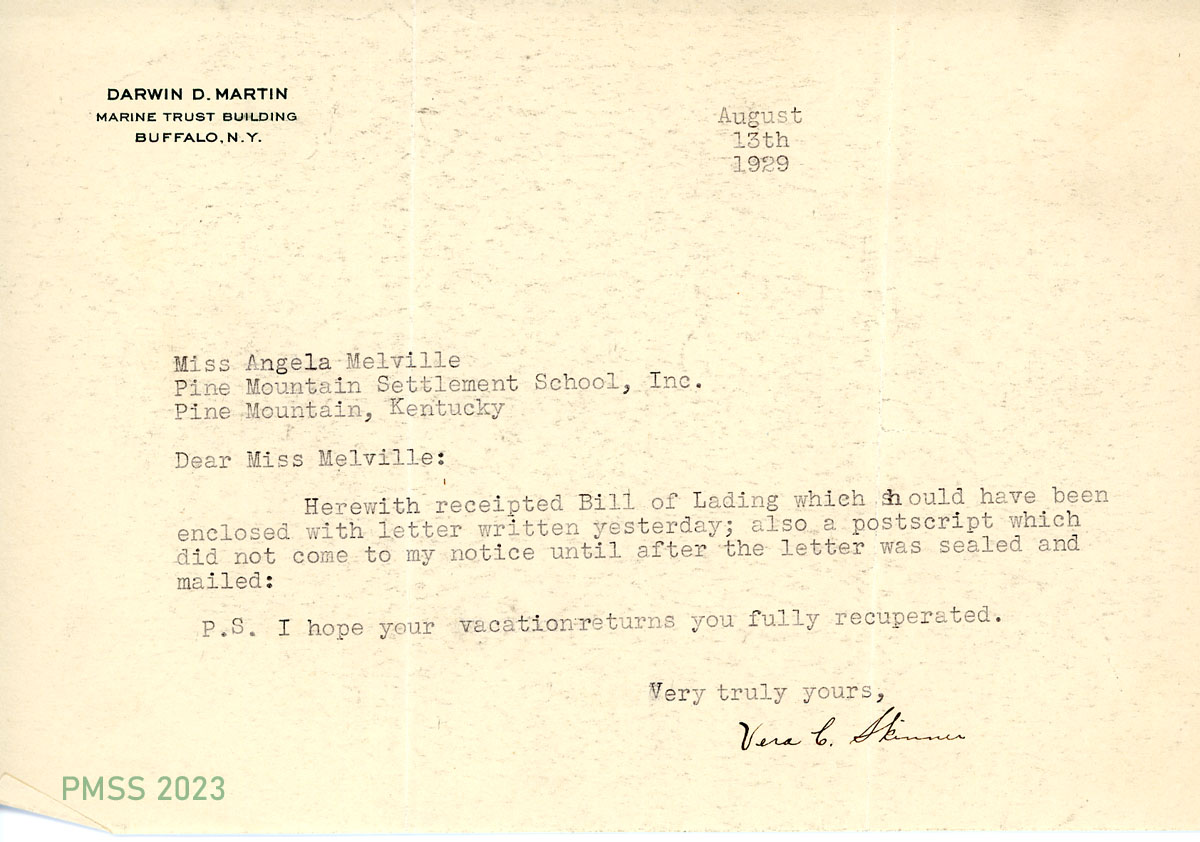 DARWIN D. MARTIN
MARINE TRUST BUILDING
BUFFALO, N.Y.
August
13th
1929
Miss Angela Melville
Pine Mountain Settlement School, Inc.
Pine Mountain, Kentucky
Dear Miss Melville:
Herewith receipted Bill of Lading which should have been
enclosed with letter written yesterday; also a postscript which
did not come to my notice until after the letter was sealed and
mailed:
P.S. I hope your vacation returns you fully recuperated.
Very truly yours,
Vera C. Skinner
PMSS 2023